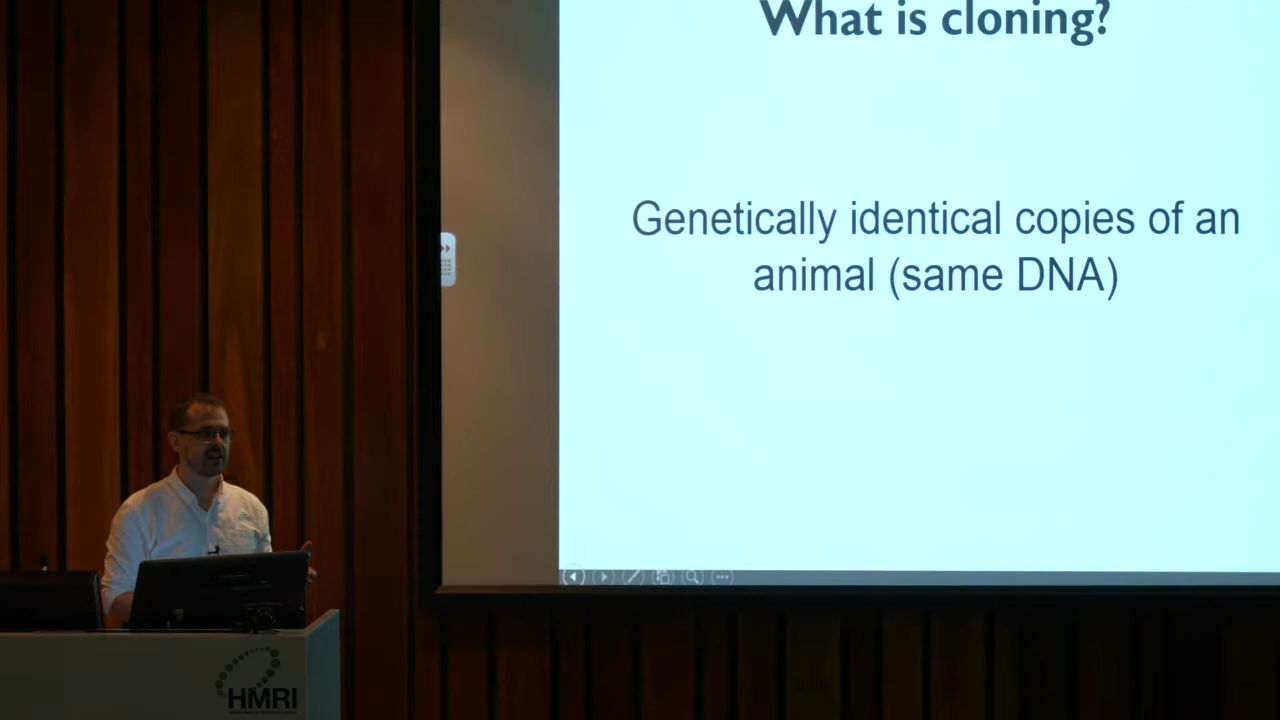 What is cloning?
Genetically identical copies of an
animal (same DNA)
HMRI